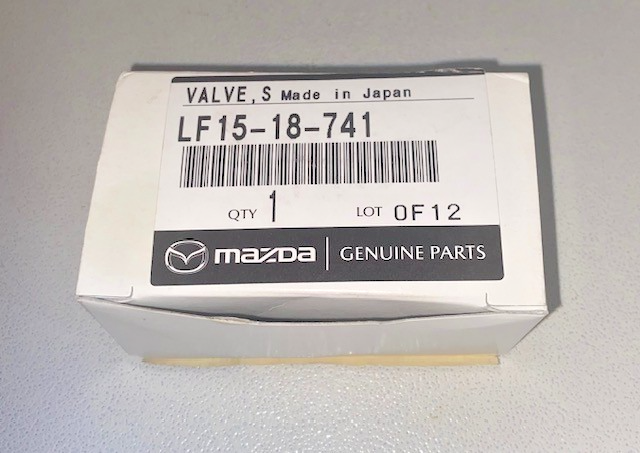 VALVE,S Made in Japan
LF15-18-741
QTY 1 LOT 0F12
mazda GENUINE PARTS